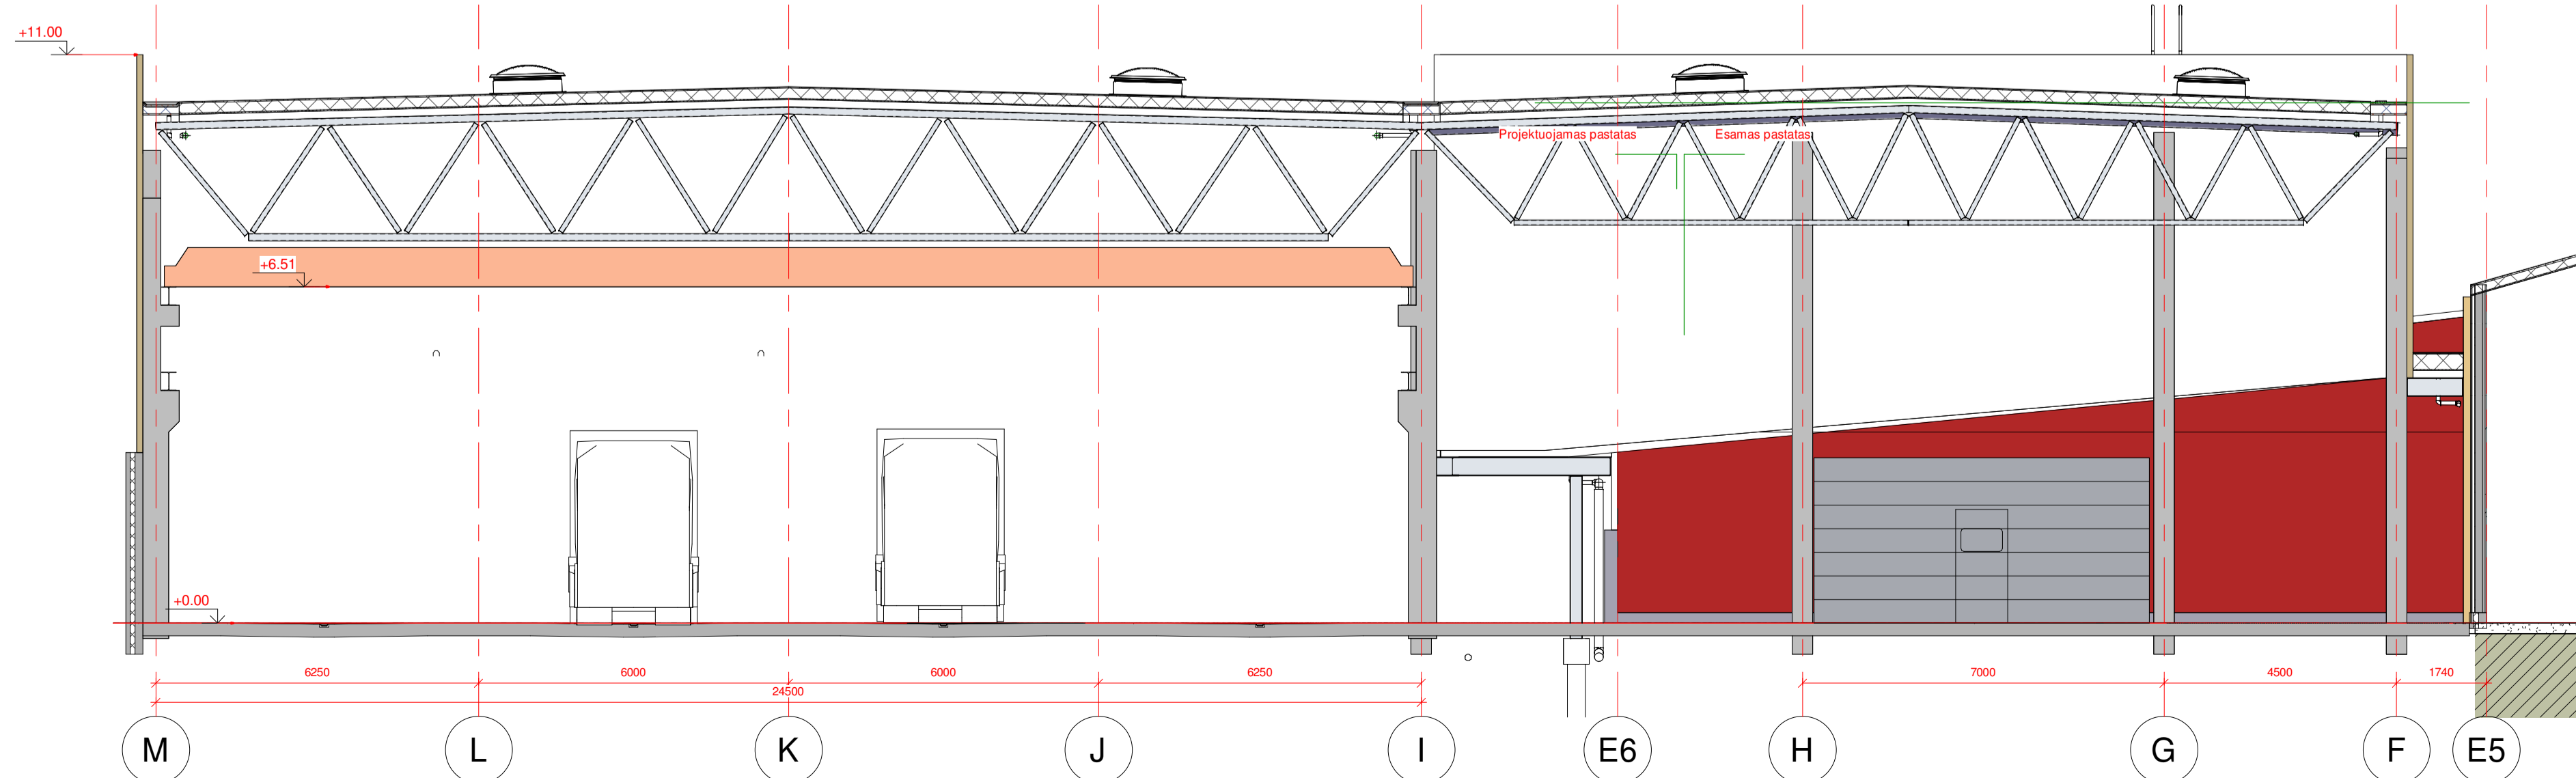 +11.00
Projektuojamas pastatas
Esamas pastatas
+6.51
+0.00
6250
6000
6000
6250
7000
4500
1740
24500
M
L
K
J
I
E6
H
G
F
E5